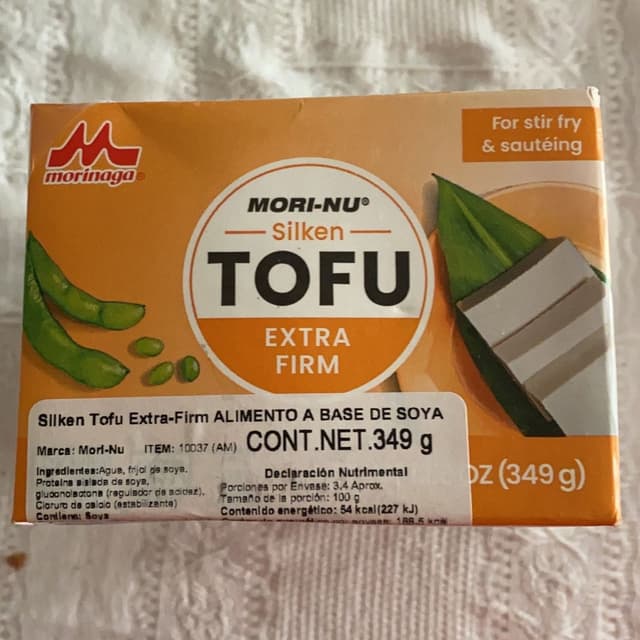 morinaga®
For stir fry
& sautéing
MORI-NU®
Silken
TOFU
EXTRA
FIRM
OZ (349 g)
Silken Tofu Extra-Firm ALIMENTO A BASE DE SOYA
Marca: Mori-Nu ITEM: 10037 (AM) CONT.NET.349 g
Ingredientes:Agua, frijol de soya,
Proteina aislada de soya,
gluconolactona (regulador de acidez),
Cloruro de calcio (estabilizante)
Contiene: Soya
Declaración Nutrimental
Porciones por Envase: 3,4 Aprox.
Tamaño de la porción: 100 g
Contenido energético: 54 kcal(227 kJ)